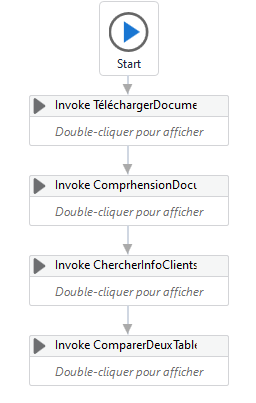 Start
Invoke TéléchargerDocume
Double-cliquer pour afficher
Invoke ComprhensionDocu
Double-cliquer pour afficher
Invoke ChercherInfoClients
Double-cliquer pour afficher
Invoke ComparerDeuxTable
Double-cliquer pour afficher